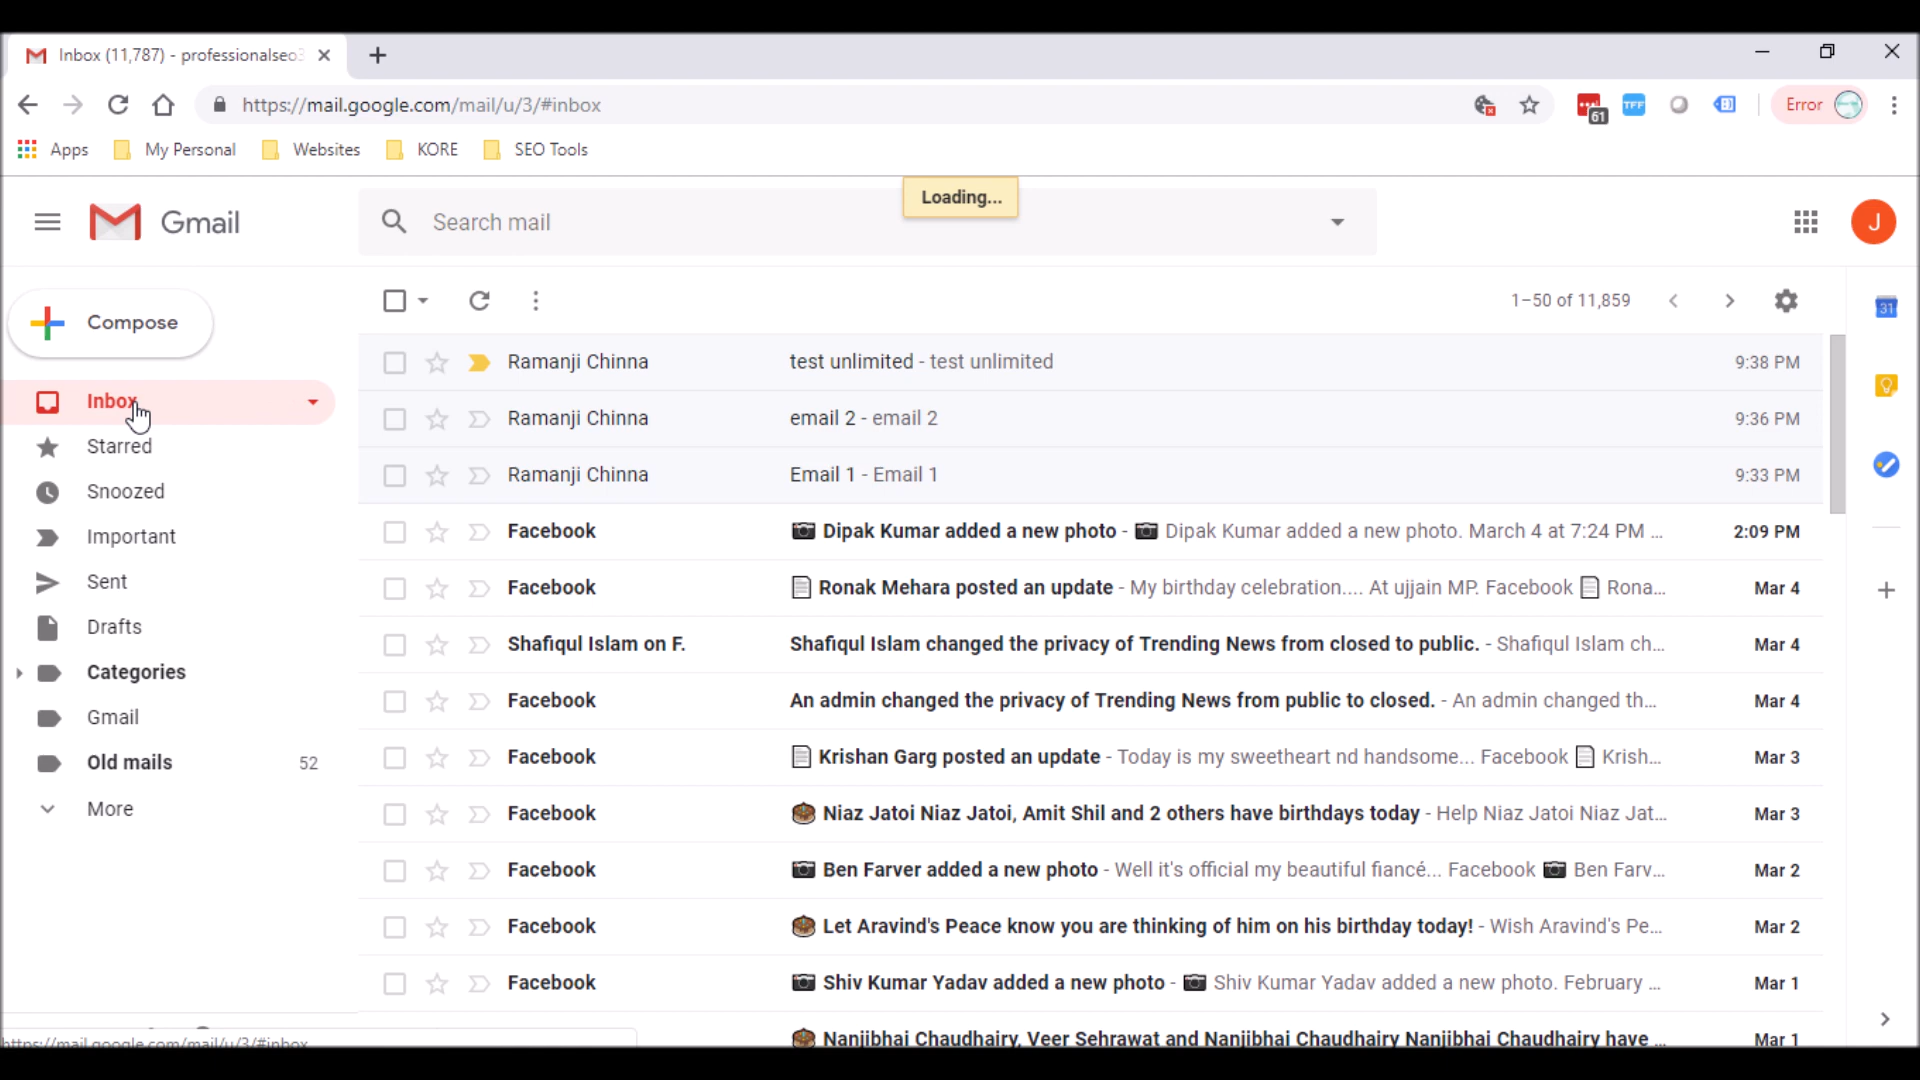 Inbox (11,787) - professionalseo3
https://mail.google.com/mail/u/3/#inbox
61
TFF
Error
Apps
My Personal
Websites
KORE
SEO Tools
Loading...
Gmail
Search mail
J
Compose
1–50 of 11,859
31
Inbox
Starred
Snoozed
Important
Sent
Drafts
Categories
Gmail
Old mails 52
More
Ramanji Chinna test unlimited - test unlimited 9:38 PM
Ramanji Chinna email 2 - email 2 9:36 PM
Ramanji Chinna Email 1 - Email 1 9:33 PM
Facebook Dipak Kumar added a new photo - Dipak Kumar added a new photo. March 4 at 7:24 PM ... 2:09 PM
Facebook Ronak Mehara posted an update - My birthday celebration.... At ujjain MP. Facebook Rona... Mar 4
Shafiqul Islam on F. Shafiqul Islam changed the privacy of Trending News from closed to public. - Shafiqul Islam ch... Mar 4
Facebook An admin changed the privacy of Trending News from public to closed. - An admin changed th... Mar 4
Facebook Krishan Garg posted an update - Today is my sweetheart nd handsome... Facebook Krish... Mar 3
Facebook Niaz Jatoi Niaz Jatoi, Amit Shil and 2 others have birthdays today - Help Niaz Jatoi Niaz Jat... Mar 3
Facebook Ben Farver added a new photo - Well it's official my beautiful fiancé... Facebook Ben Farv... Mar 2
Facebook Let Aravind's Peace know you are thinking of him on his birthday today! - Wish Aravind's Pe... Mar 2
Facebook Shiv Kumar Yadav added a new photo - Shiv Kumar Yadav added a new photo. February ... Mar 1
Nanjibhai Chaudhairy, Veer Sehrawat and Nanjibhai Chaudhairy Nanjibhai Chaudhairy have ... Mar 1
https://mail.google.com/mail/u/3/#inbox